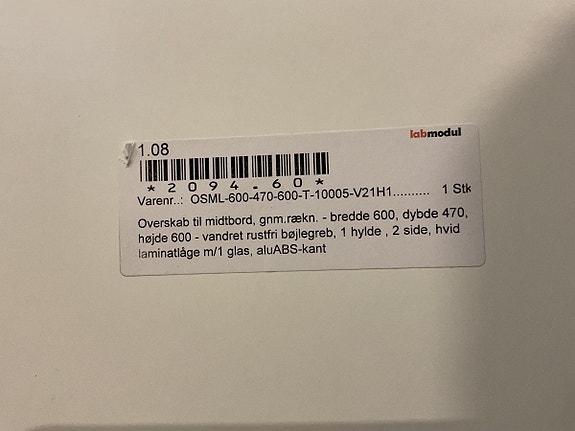 labmodul
1.08
*2094.60*
Varenr..: OSML-600-470-600-T-10005-V21H1.......... 1 Stk
Overskab til midtbord, gnm.rækn. - bredde 600, dybde 470,
højde 600 - vandret rustfri bøjlegreb, 1 hylde , 2 side, hvid
laminatlåge m/1 glas, aluABS-kant